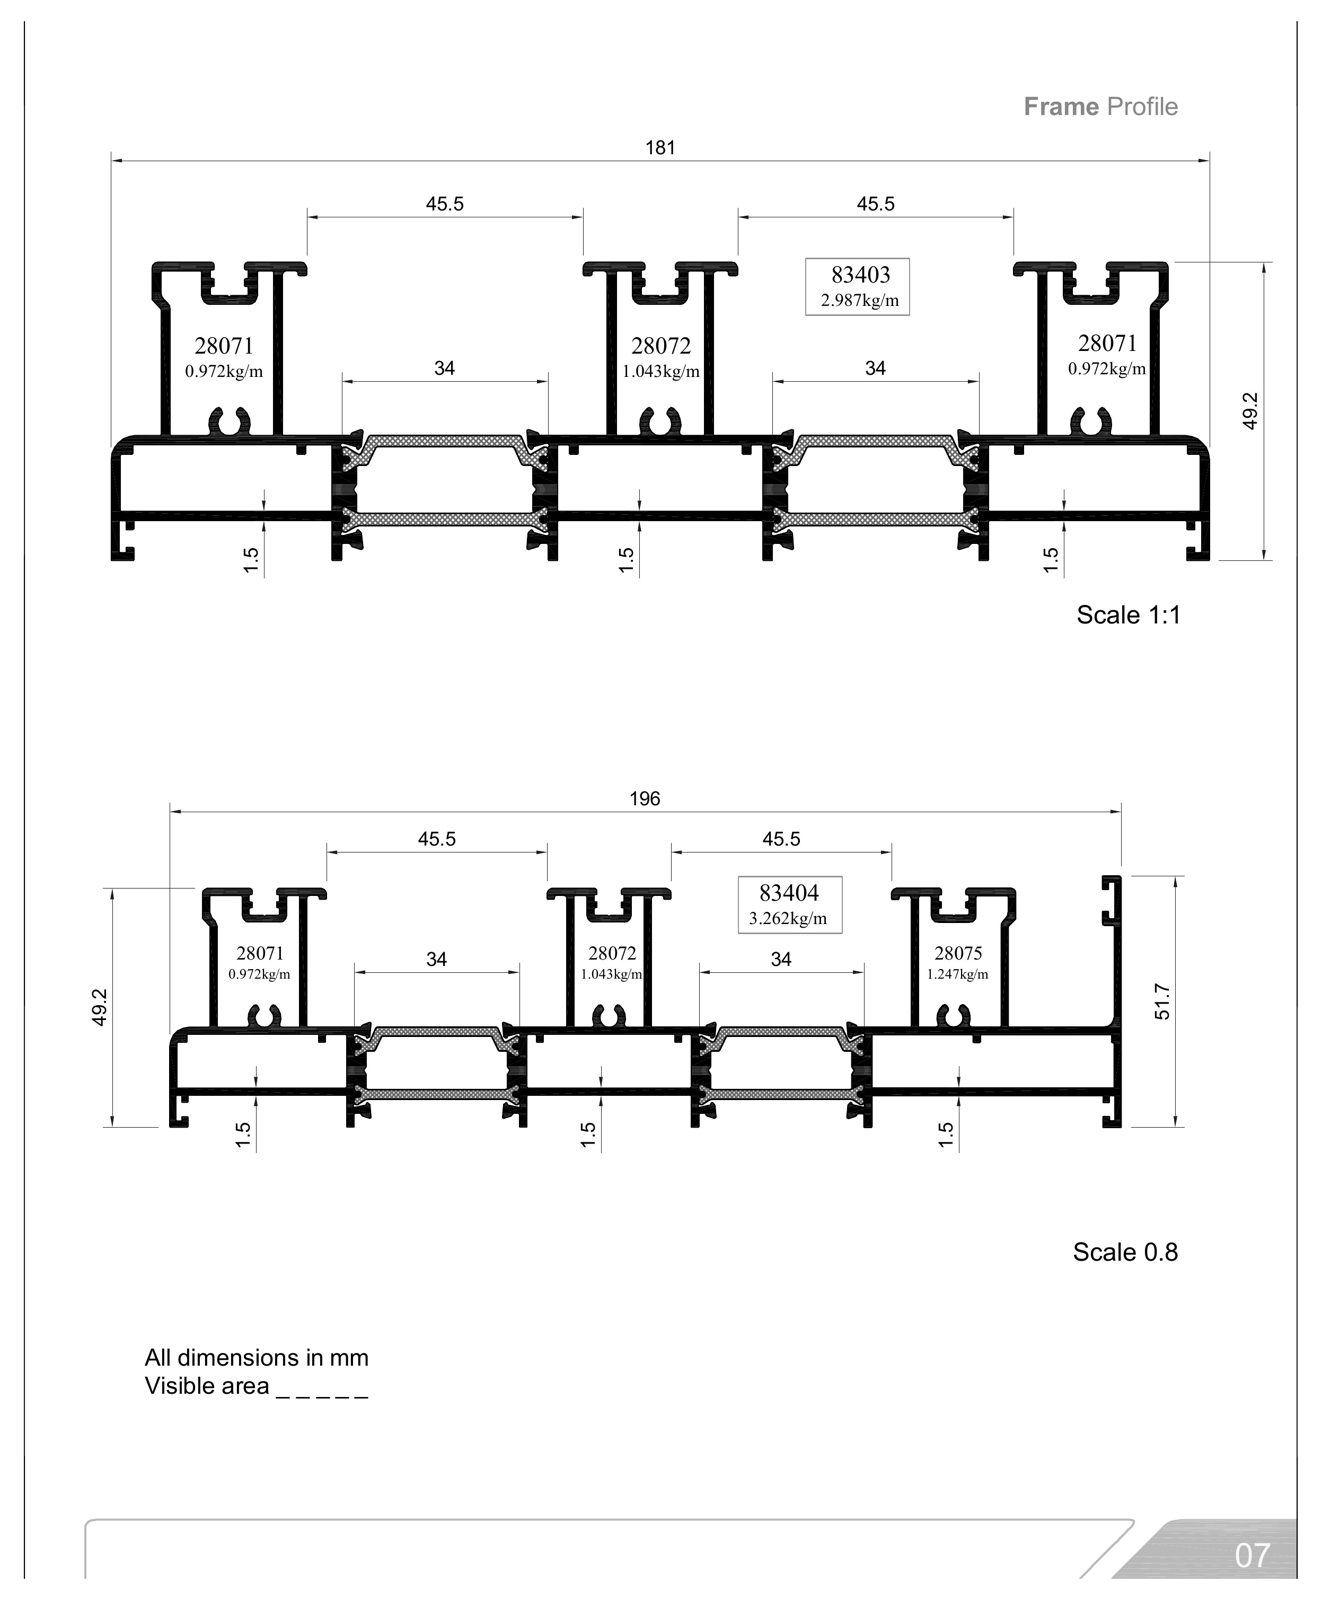 Frame Profile
181
45.5
45.5
83403
2.987kg/m
28071
0.972kg/m
28072
1.043kg/m
28071
0.972kg/m
34
34
49.2
1.5
1.5
1.5
Scale 1:1
196
45.5
45.5
83404
3.262kg/m
28071
0.972kg/m
28072
1.043kg/m
28075
1.247kg/m
34
34
49.2
51.7
1.5
1.5
1.5
Scale 0.8
All dimensions in mm
Visible area _ _ _ _ _
07